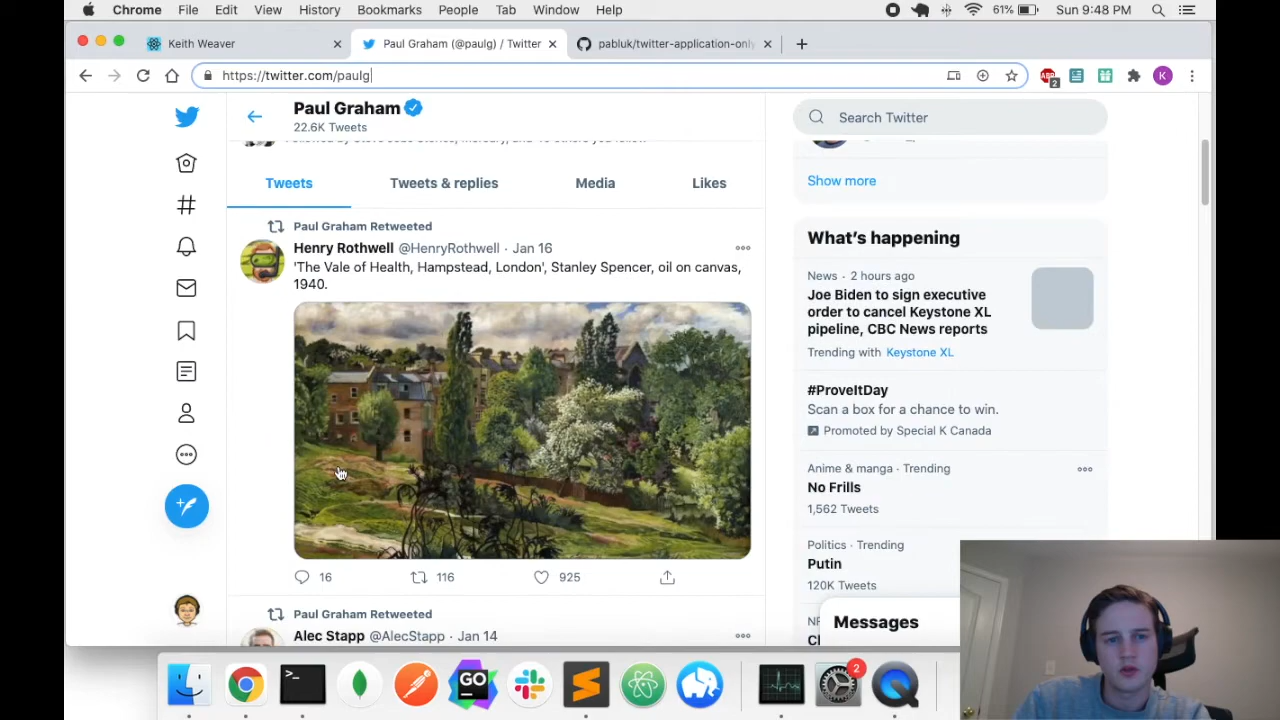 Chrome File Edit View History Bookmarks People Tab Window Help 61% Sun 9:48 PM
Keith Weaver
Paul Graham (@paulg) / Twitter
pabluk/twitter-application-only
https://twitter.com/paulg
2
K
Paul Graham
22.6K Tweets
Search Twitter
Show more
Tweets Tweets & replies Media Likes
Paul Graham Retweeted
Henry Rothwell @HenryRothwell · Jan 16
'The Vale of Health, Hampstead, London', Stanley Spencer, oil on canvas,
1940.
16 116 925
Paul Graham Retweeted
Alec Stapp @AlecStapp · Jan 14
What's happening
News · 2 hours ago
Joe Biden to sign executive
order to cancel Keystone XL
pipeline, CBC News reports
Trending with Keystone XL
#ProveItDay
Scan a box for a chance to win.
Promoted by Special K Canada
Anime & manga · Trending
No Frills
1,562 Tweets
Politics · Trending
Putin
120K Tweets
Messages
GO
2